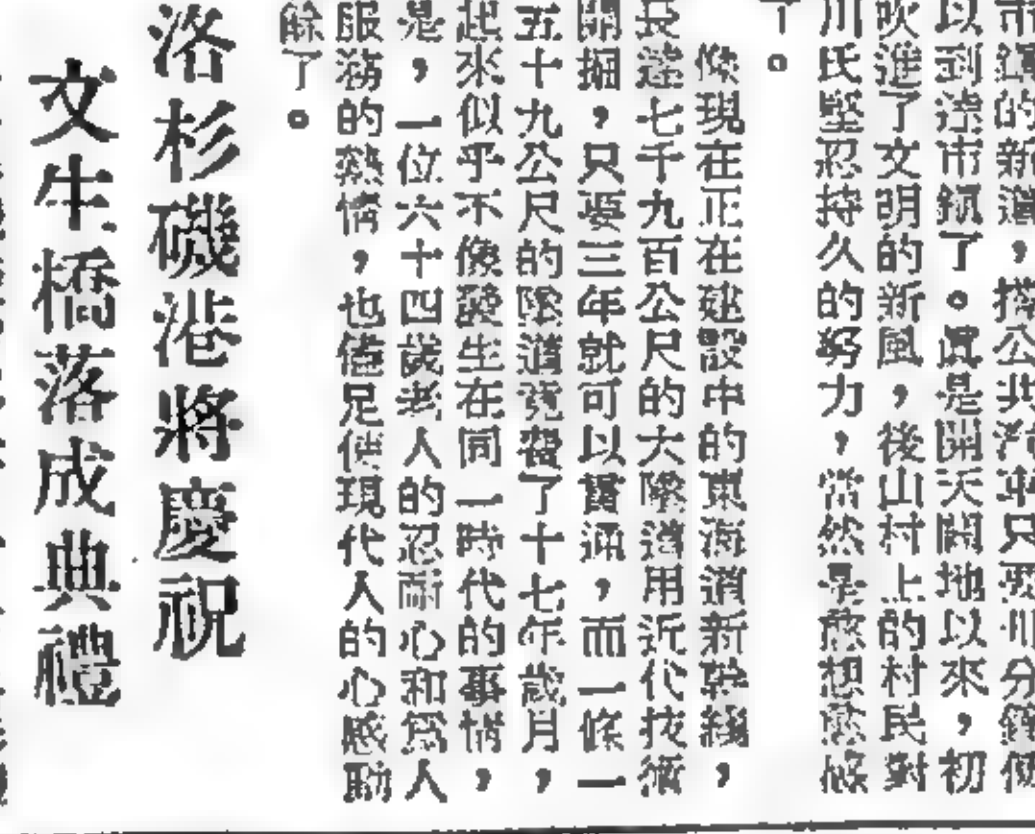 市鎮的新道，搭公共汽車只要卅分鐘便可
以到達市鎮了。眞是開天闢地以來，初
吹進了文明的新風，後山村上的村民對
川氏堅忍持久的努力，當然是
了。
像現在正在建設中的東海道新幹綫，
長達七千九百公尺的大隧道用近代技術
開掘，只要三年就可以貫通，而一條一
五十九公尺的隧道竟費了十七年歲月，
起來似乎不像發生在同一時代的事情，
是，一位六十四歲老人的忍耐心和爲人
服務的熱情，也儘足使現代人的心感動
餘了。
洛杉磯港將慶祝
文生橋落成典禮